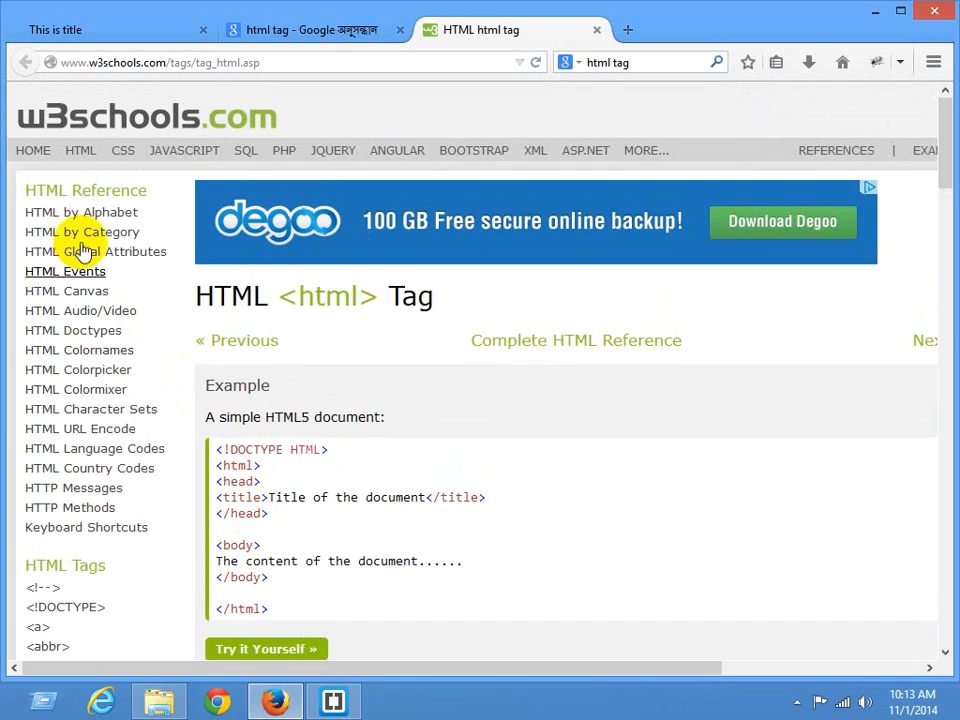 This is title
html tag - Google অনুসন্ধান
HTML html tag
www.w3schools.com/tags/tag_html.asp
html tag
w3schools.com
HOME HTML CSS JAVASCRIPT SQL PHP JQUERY ANGULAR BOOTSTRAP XML ASP.NET MORE... REFERENCES | EXA
HTML Reference
HTML by Alphabet
HTML by Category
HTML Global Attributes
HTML Events
HTML Canvas
HTML Audio/Video
HTML Doctypes
HTML Colornames
HTML Colorpicker
HTML Colormixer
HTML Character Sets
HTML URL Encode
HTML Language Codes
HTML Country Codes
HTTP Messages
HTTP Methods
Keyboard Shortcuts
HTML Tags
<!-->
<!DOCTYPE>
<a>
<abbr>
degoo
100 GB Free secure online backup!
Download Degoo
HTML <html> Tag
« Previous
Complete HTML Reference
Nex
Example
A simple HTML5 document:
<!DOCTYPE HTML>
<html>
<head>
<title>Title of the document</title>
</head>
<body>
The content of the document......
</body>
</html>
Try it Yourself »
10:13 AM
11/1/2014